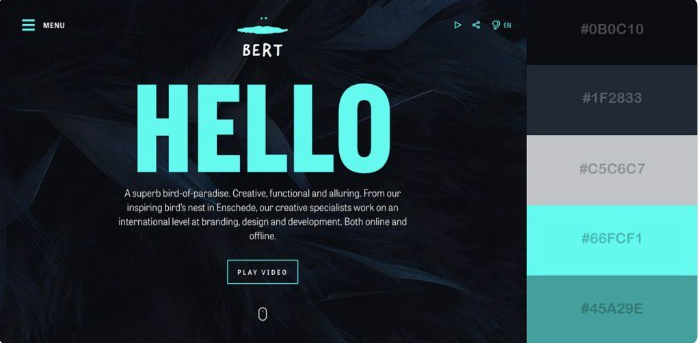 MENU
BERT
EN
HELLO
A superb bird-of-paradise. Creative, functional and alluring. From our
inspiring bird's nest in Enschede, our creative specialists work on an
international level at branding, design and development. Both online and
offline.
PLAY VIDEO
#0B0C10
#1F2833
#C5C6C7
#66FCF1
#45A29E